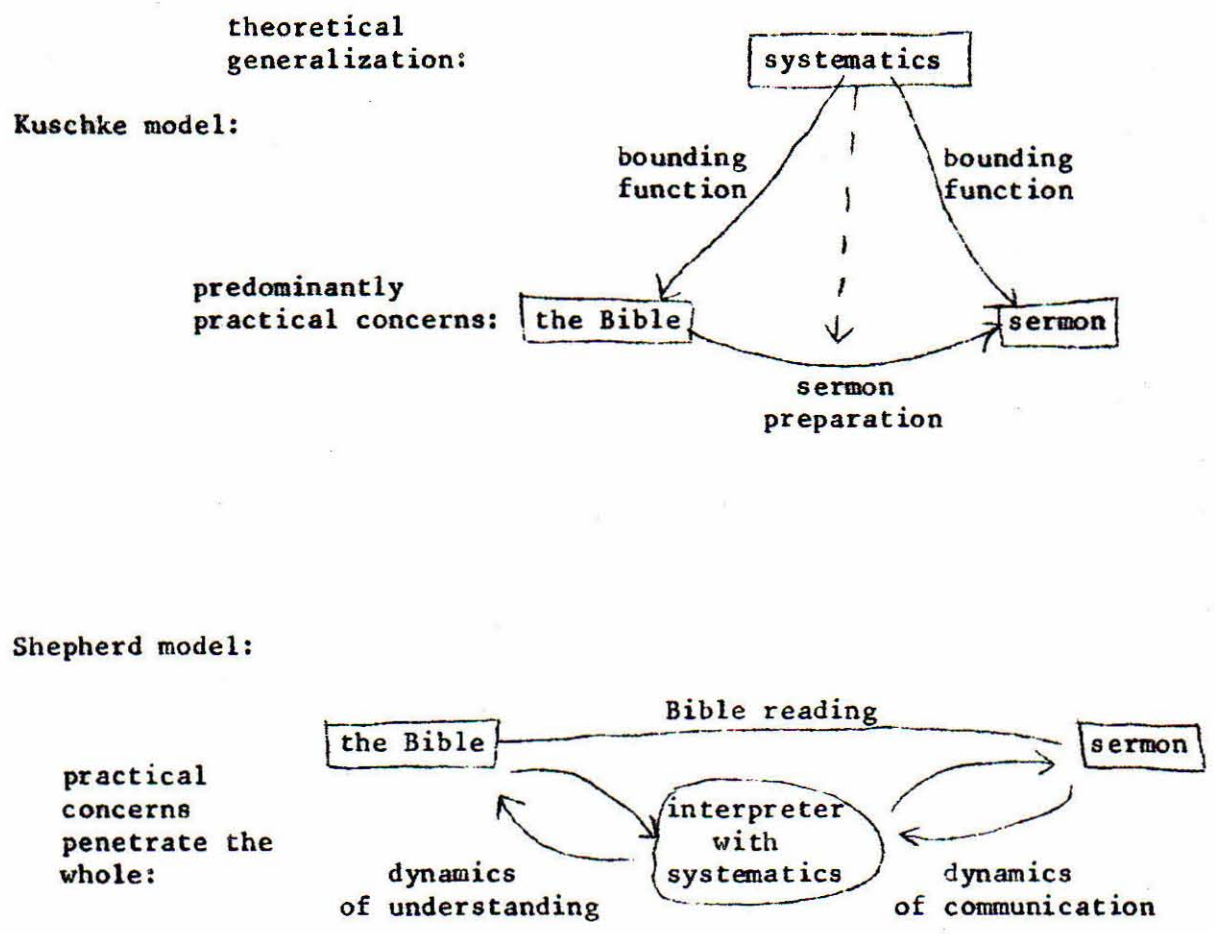 theoretical
generalization:
systematics
Kuschke model:
bounding
function
bounding
function
predominantly
practical concerns:
the Bible
sermon
sermon
preparation
Shepherd model:
Bible reading
the Bible
sermon
practical
concerns
penetrate the
whole:
interpreter
with
systematics
dynamics
of understanding
dynamics
of communication